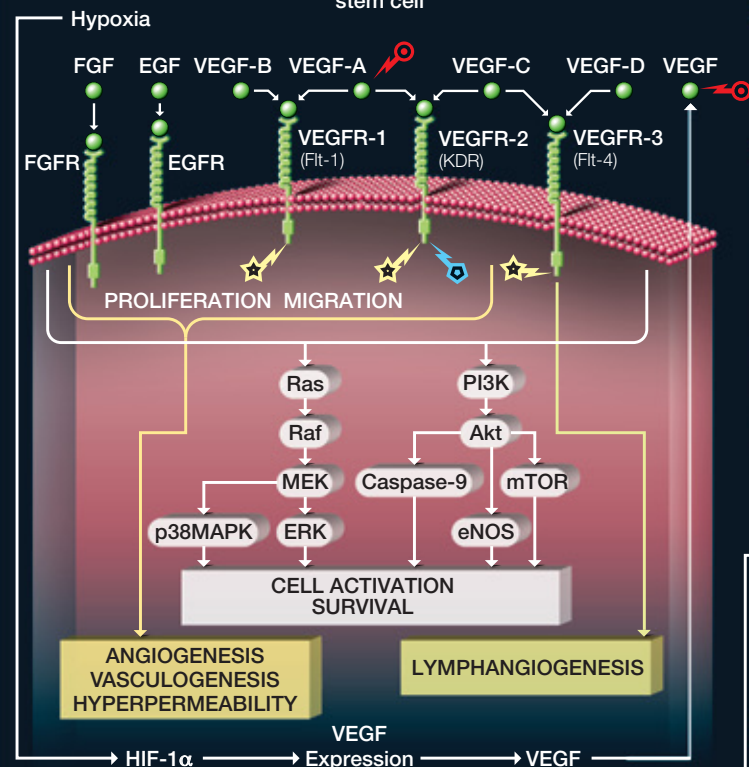 stem cell
Hypoxia
FGF EGF VEGF-B VEGF-A VEGF-C VEGF-D VEGF
VEGFR-1 VEGFR-2 VEGFR-3
(Flt-1) (KDR) (Flt-4)
FGFR EGFR
PROLIFERATION MIGRATION
Ras PI3K
Raf Akt
MEK Caspase-9 mTOR
p38MAPK ERK eNOS
CELL ACTIVATION
SURVIVAL
ANGIOGENESIS
VASCULOGENESIS
HYPERPERMEABILITY
LYMPHANGIOGENESIS
VEGF
HIF-1α Expression VEGF